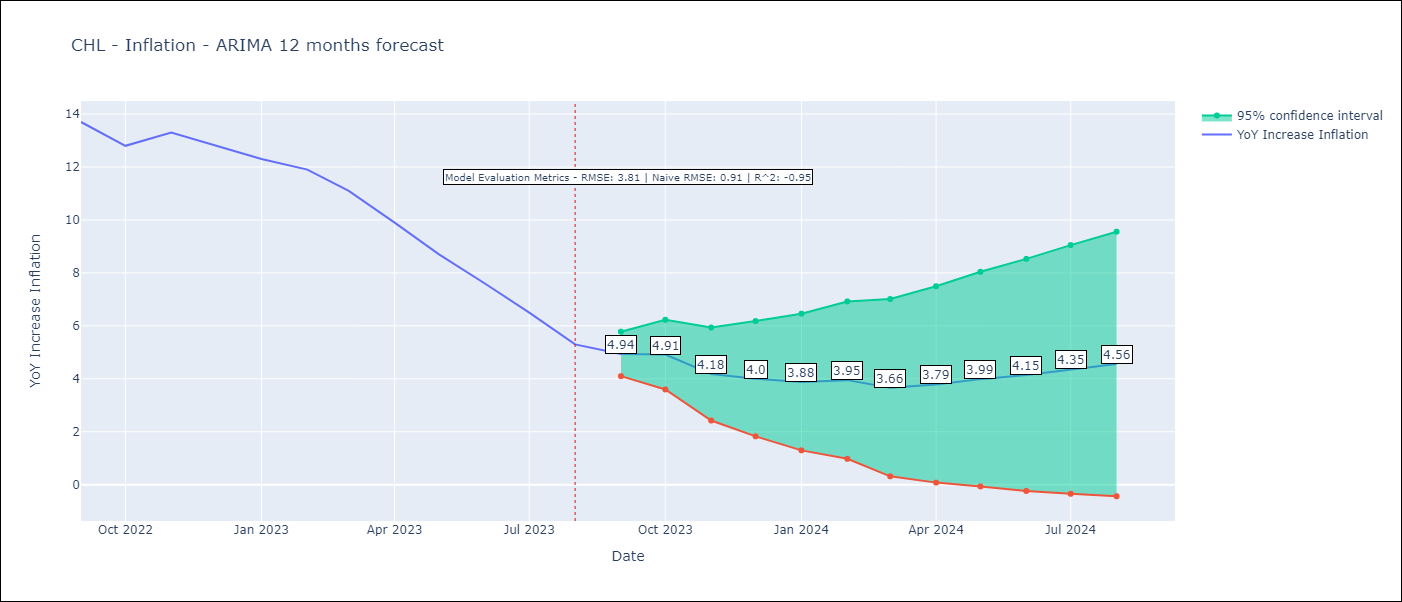 CHL - Inflation - ARIMA 12 months forecast
95% confidence interval
YoY Increase Inflation
Model Evaluation Metrics - RMSE: 3.81 | Naive RMSE: 0.91 | R^2: -0.95
YoY Increase Inflation
14
12
10
8
6
4
2
0
4.94
4.91
4.18
4.0
3.88
3.95
3.66
3.79
3.99
4.15
4.35
4.56
Oct 2022
Jan 2023
Apr 2023
Jul 2023
Oct 2023
Jan 2024
Apr 2024
Jul 2024
Date